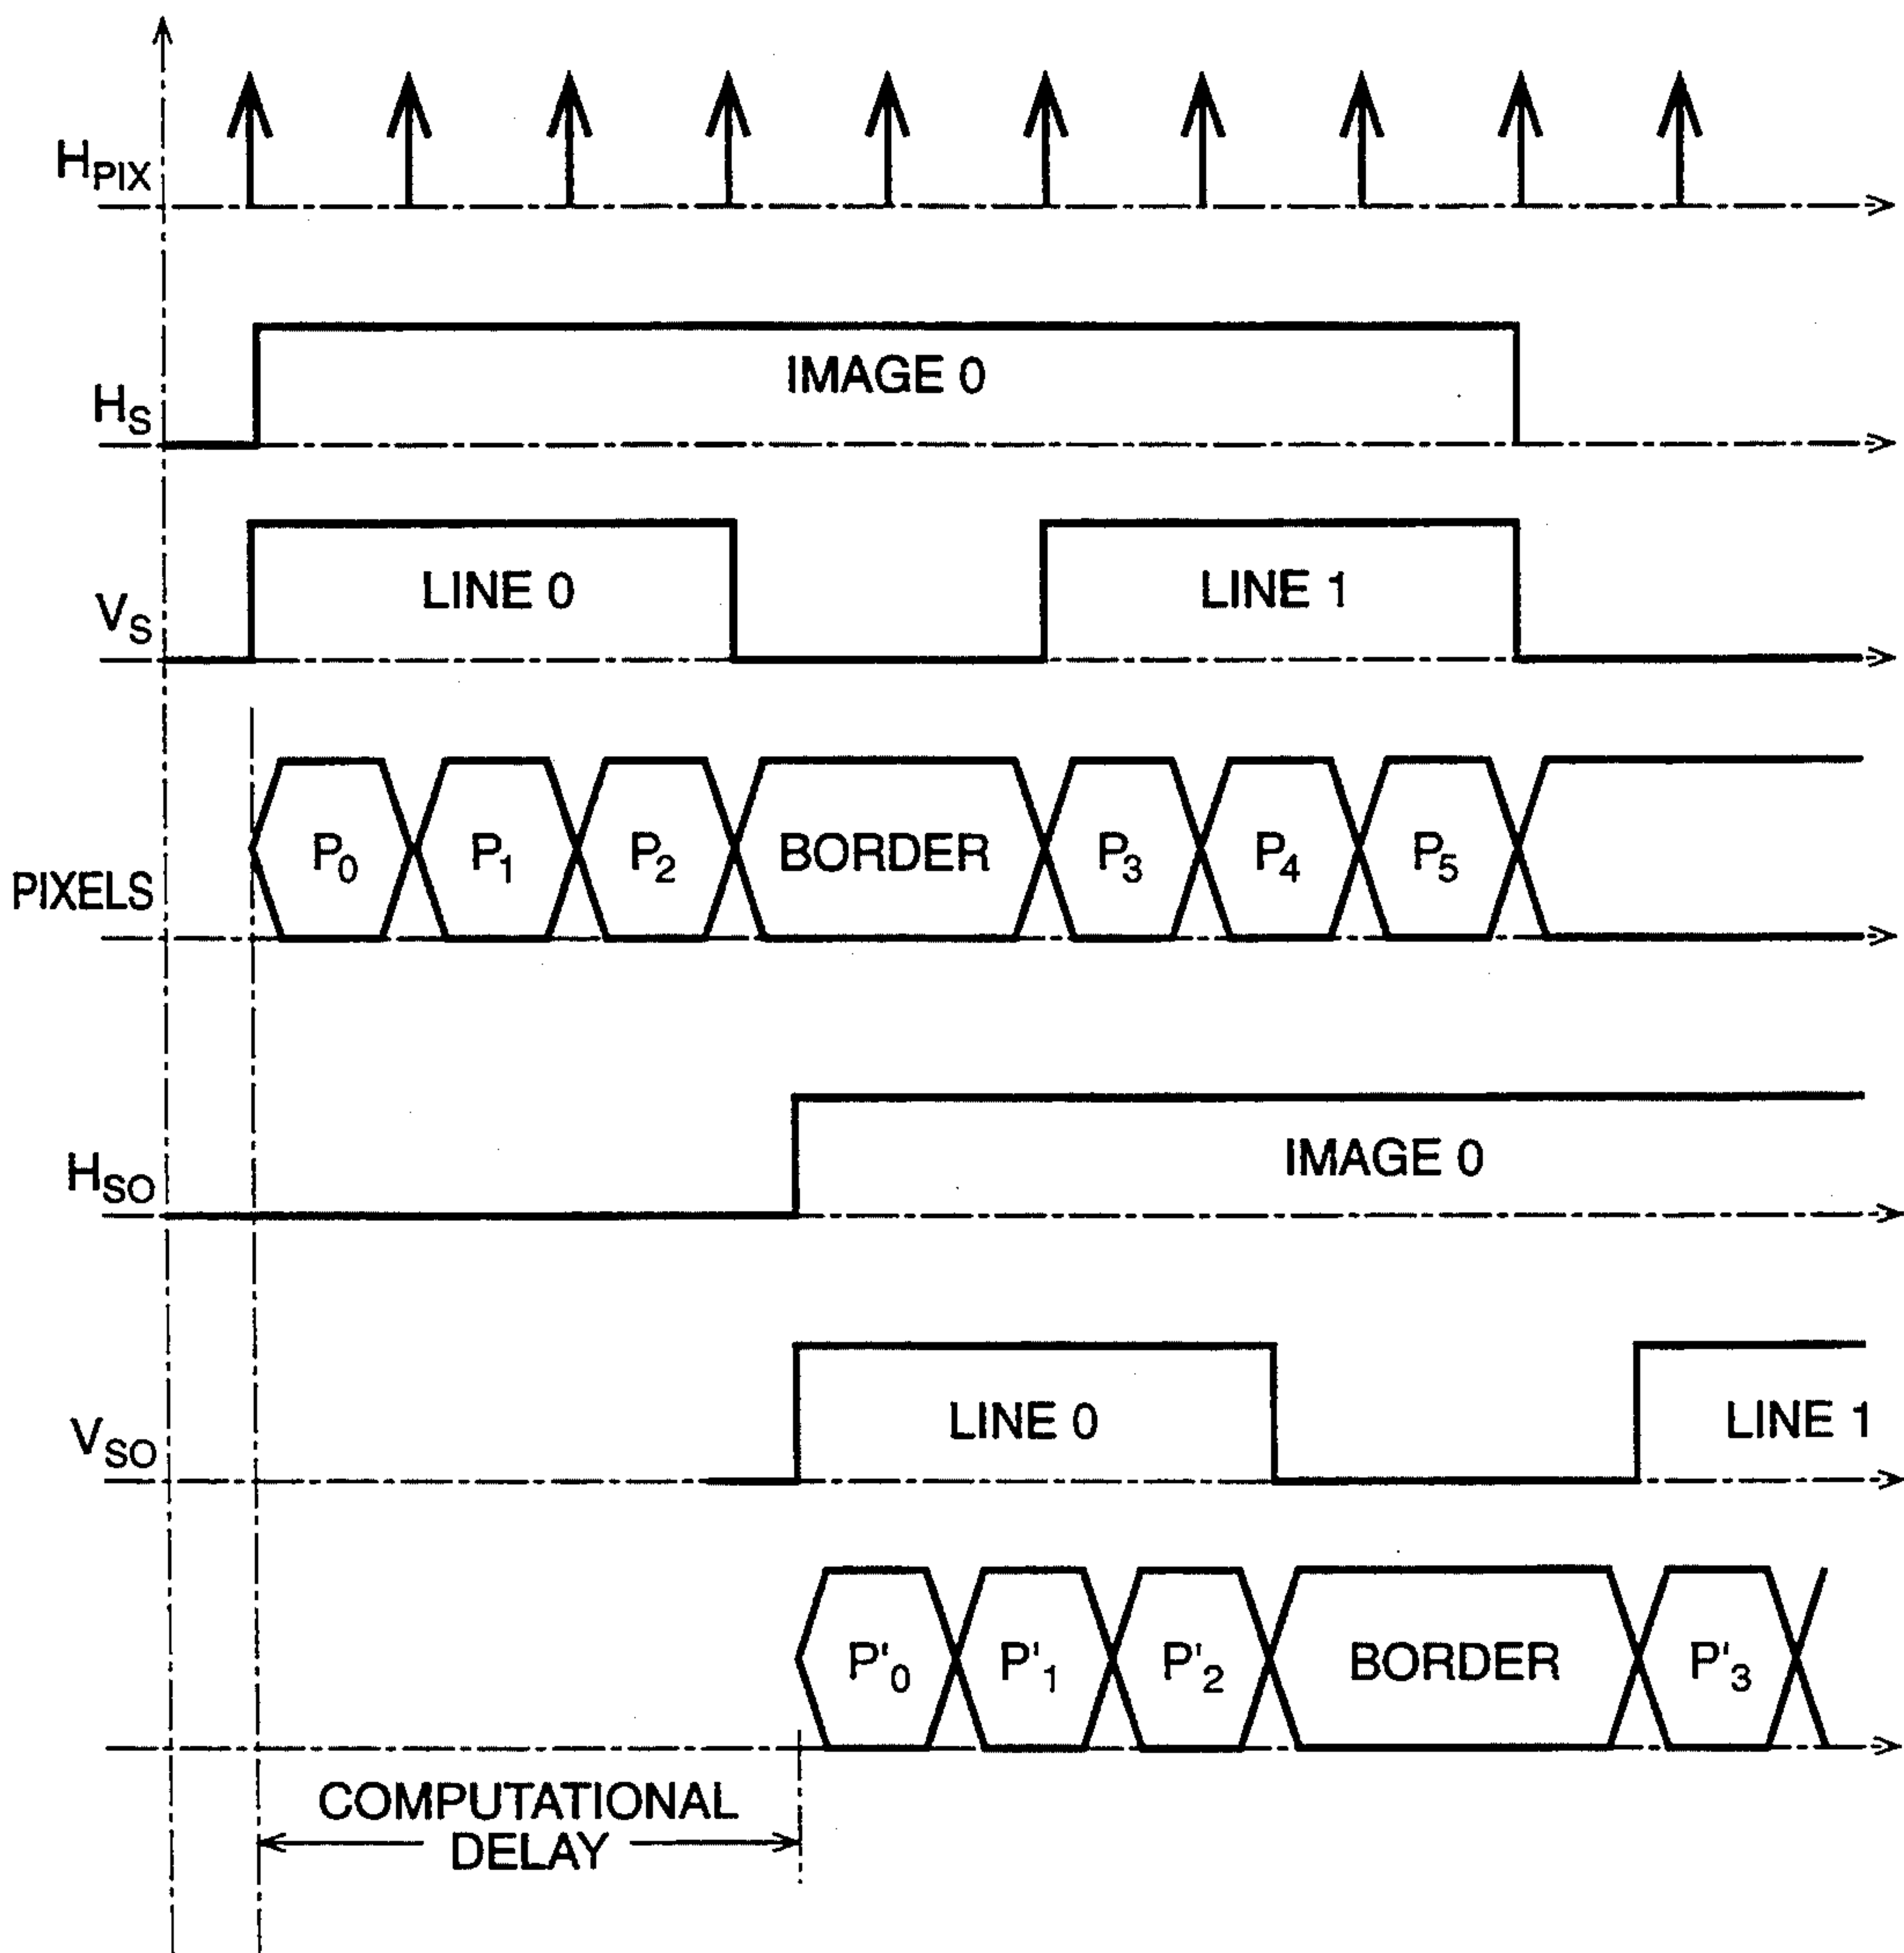 H_PIX
H_S
IMAGE 0
V_S
LINE 0
LINE 1
PIXELS
P_0
P_1
P_2
BORDER
P_3
P_4
P_5
H_SO
IMAGE 0
V_SO
LINE 0
LINE 1
P'_0
P'_1
P'_2
BORDER
P'_3
COMPUTATIONAL
DELAY